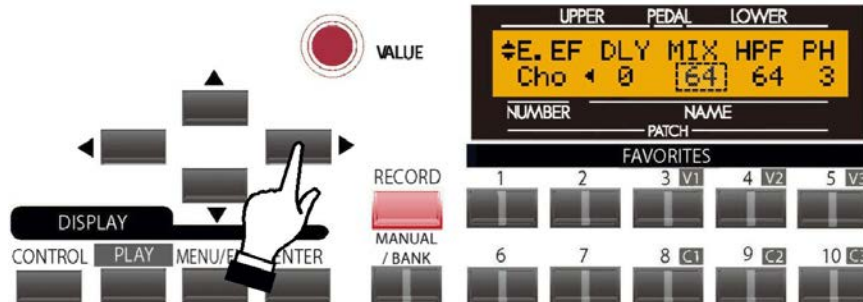 UPPER PEDAL LOWER
VALUE
E. EF DLY MIX HPF PH
Cho 0 64 64 3
NUMBER NAME
PATCH
FAVORITES
RECORD
1 2 3 V1 4 V2 5 V3
DISPLAY
MANUAL
CONTROL PLAY MENU/E ENTER / BANK
6 7 8 C1 9 C2 10 C3